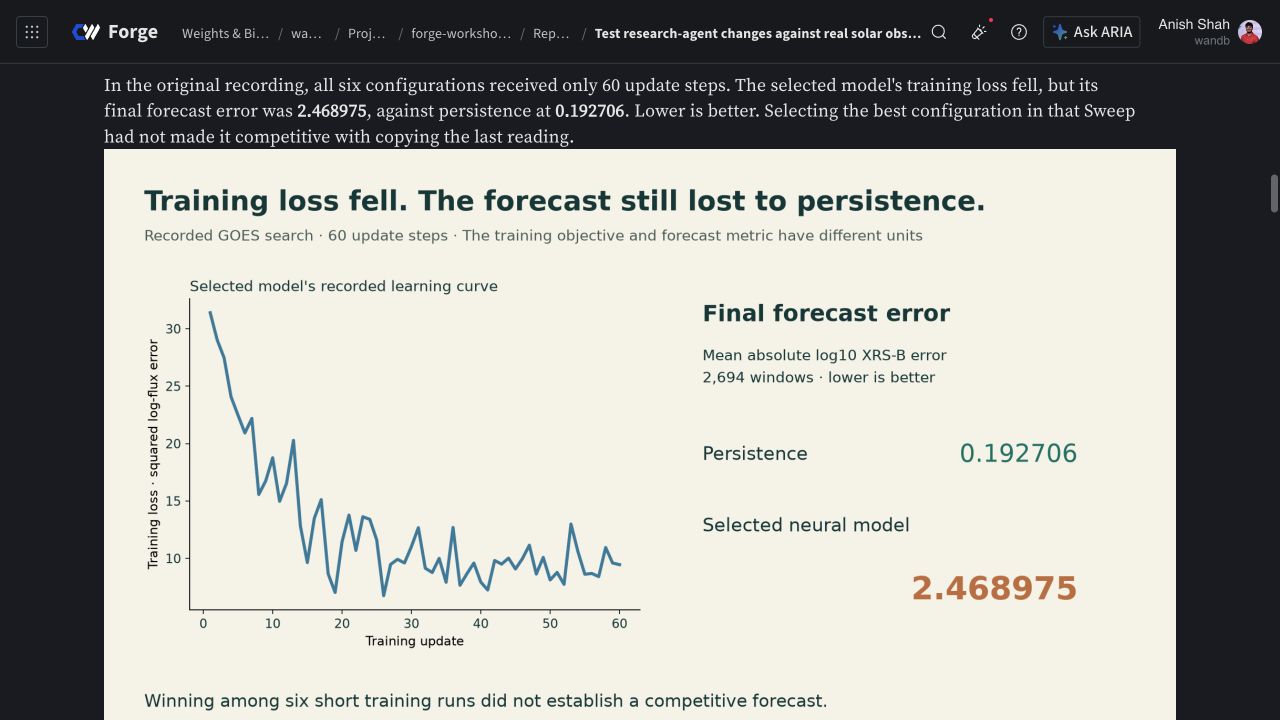 Forge
Weights & Bi... / wa... / Proj... / forge-worksho... / Rep... / Test research-agent changes against real solar obs...
Ask ARIA
Anish Shah
wandb
In the original recording, all six configurations received only 60 update steps. The selected model's training loss fell, but its
final forecast error was 2.468975, against persistence at 0.192706. Lower is better. Selecting the best configuration in that Sweep
had not made it competitive with copying the last reading.
Training loss fell. The forecast still lost to persistence.
Recorded GOES search · 60 update steps · The training objective and forecast metric have different units
Selected model's recorded learning curve
Training loss · squared log-flux error
30
25
20
15
10
0 10 20 30 40 50 60
Training update
Final forecast error
Mean absolute log10 XRS-B error
2,694 windows · lower is better
Persistence 0.192706
Selected neural model
2.468975
Winning among six short training runs did not establish a competitive forecast.